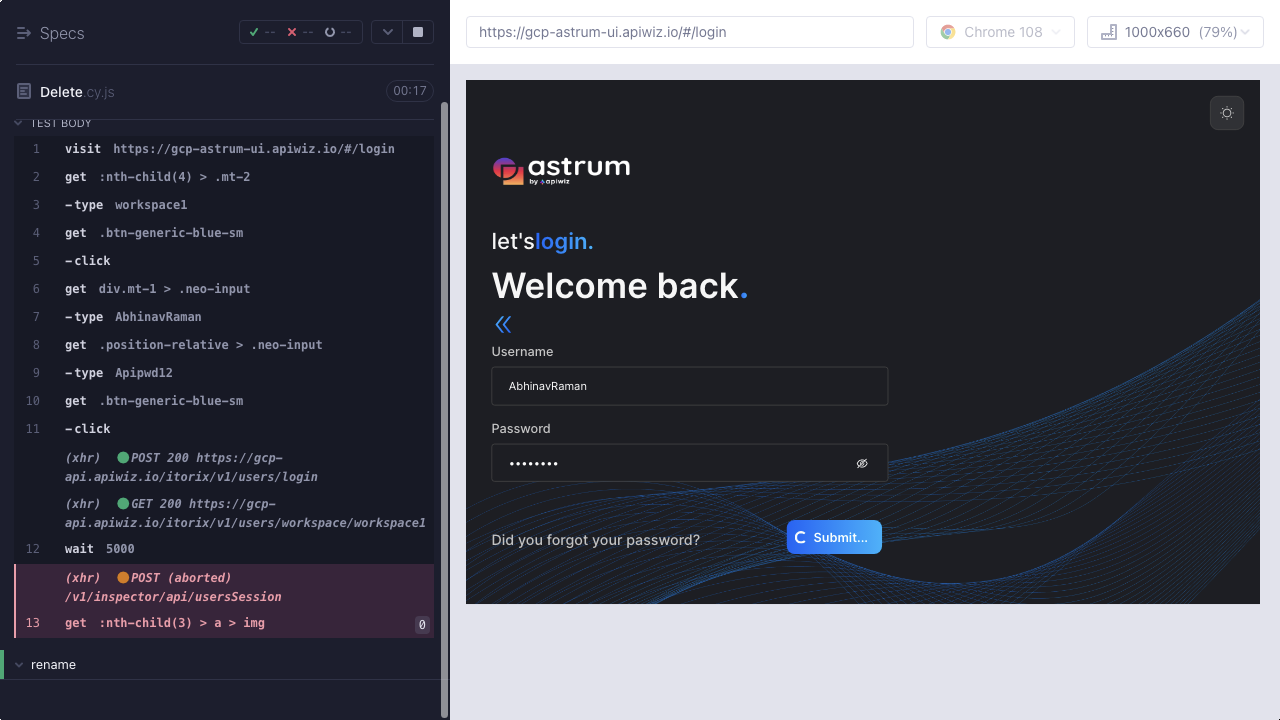 Specs
-- -- --
Delete.cy.js
00:17
TEST BODY
1 visit https://gcp-astrum-ui.apiwiz.io/#/login
2 get :nth-child(4) > .mt-2
3 -type workspace1
4 get .btn-generic-blue-sm
5 -click
6 get div.mt-1 > .neo-input
7 -type AbhinavRaman
8 get .position-relative > .neo-input
9 -type Apipwd12
10 get .btn-generic-blue-sm
11 -click
(xhr) POST 200 https://gcp-
api.apiwiz.io/itorix/v1/users/login
(xhr) GET 200 https://gcp-
api.apiwiz.io/itorix/v1/users/workspace/workspace1
12 wait 5000
(xhr) POST (aborted)
/v1/inspector/api/usersSession
13 get :nth-child(3) > a > img 0
rename
https://gcp-astrum-ui.apiwiz.io/#/login
Chrome 108
1000x660 (79%)
astrum
by apiwiz
let'slogin.
Welcome back.
Username
AbhinavRaman
Password
••••••••
Did you forgot your password?
Submit...